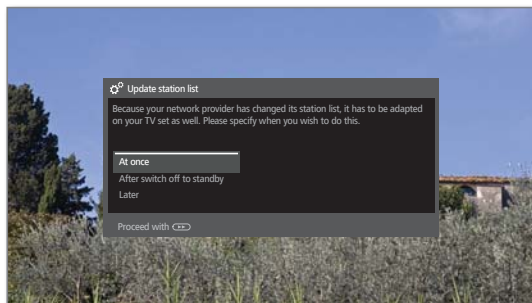 Update station list
Because your network provider has changed its station list, it has to be adapted
on your TV set as well. Please specify when you wish to do this.
At once
After switch off to standby
Later
Proceed with